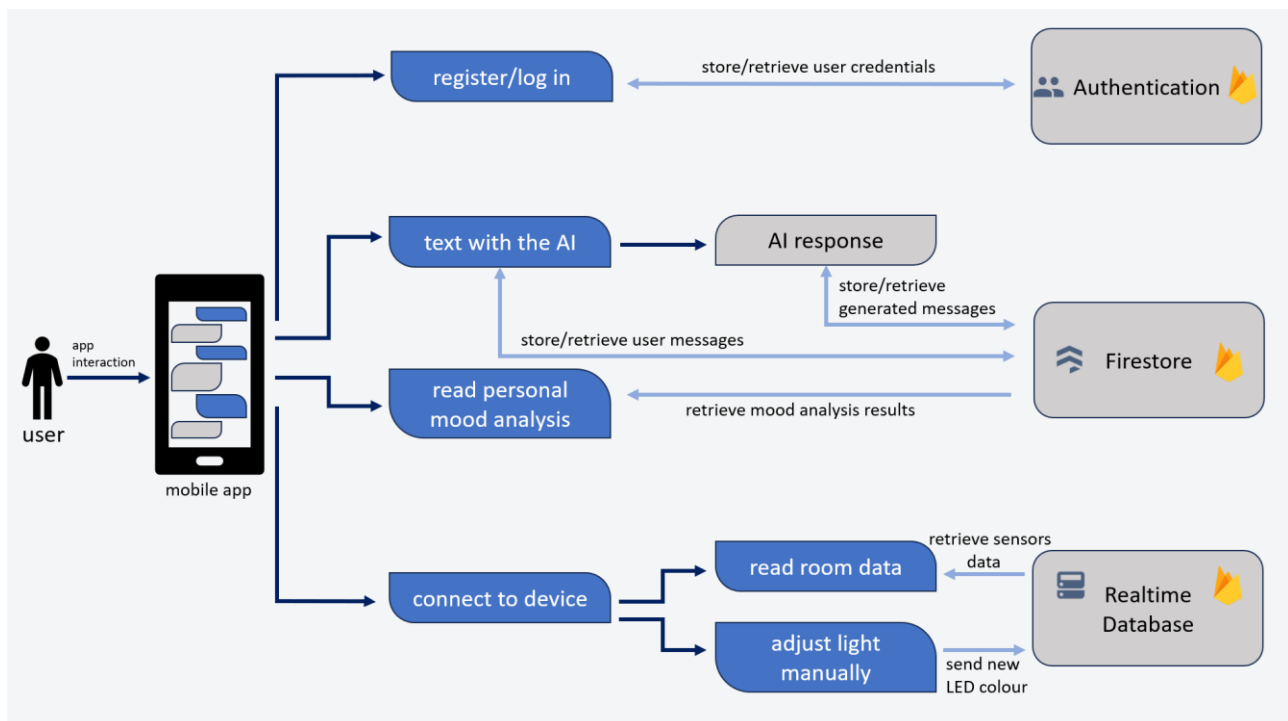 register/log in
store/retrieve user credentials
Authentication
text with the AI
AI response
store/retrieve
generated messages
store/retrieve user messages
Firestore
app
interaction
user
mobile app
read personal
mood analysis
retrieve mood analysis results
connect to device
read room data
retrieve sensors
data
Realtime
Database
adjust light
manually
send new
LED colour